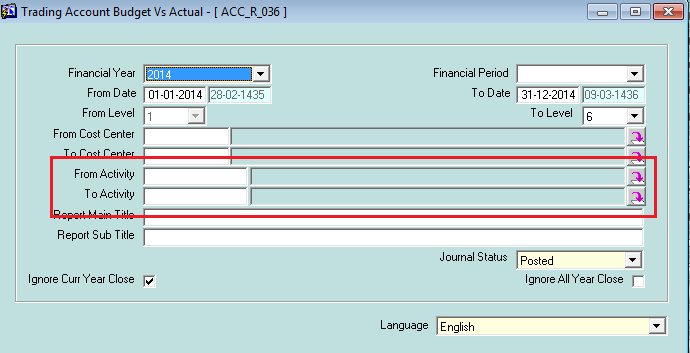 Trading Account Budget Vs Actual - [ ACC_R_036 ]
Financial Year 2014 Financial Period
From Date 01-01-2014 28-02-1435 To Date 31-12-2014 09-03-1436
From Level 1 To Level 6
From Cost Center
To Cost Center
From Activity
To Activity
Report Main Title
Report Sub Title
Journal Status Posted
Ignore Curr Year Close Ignore All Year Close
Language English